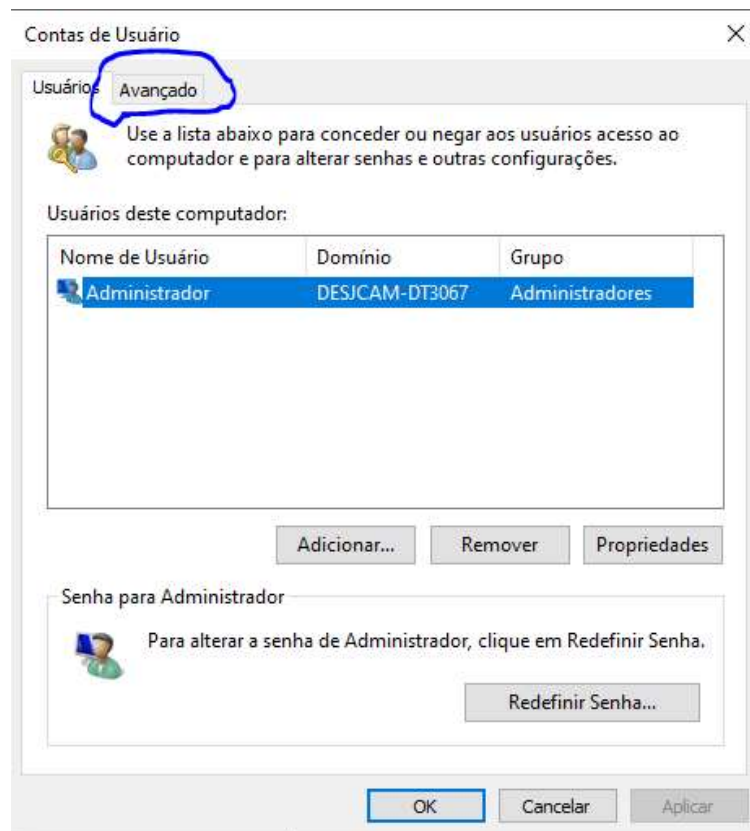 Contas de Usuário
Usuários Avançado
Use a lista abaixo para conceder ou negar aos usuários acesso ao
computador e para alterar senhas e outras configurações.
Usuários deste computador:
Nome de Usuário Domínio Grupo
Administrador DESJCAM-DT3067 Administradores
Adicionar... Remover Propriedades
Senha para Administrador
Para alterar a senha de Administrador, clique em Redefinir Senha.
Redefinir Senha...
OK Cancelar Aplicar